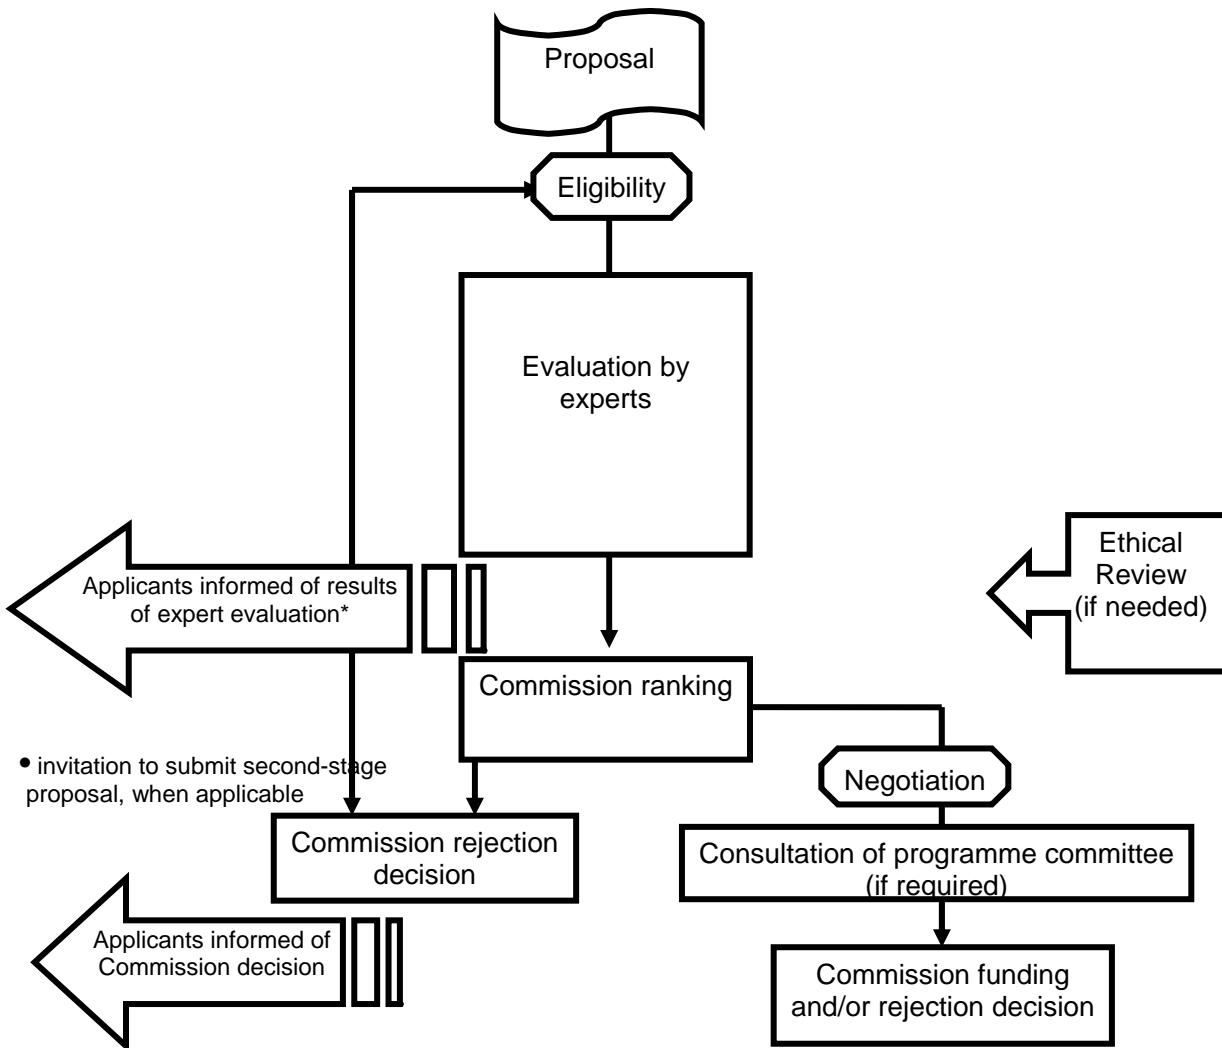 Proposal
Eligibility
Evaluation by
experts
Ethical
Review
(if needed)
Applicants informed of results
of expert evaluation*
Commission ranking
• invitation to submit second-stage
proposal, when applicable
Negotiation
Commission rejection
decision
Consultation of programme committee
(if required)
Applicants informed of
Commission decision
Commission funding
and/or rejection decision